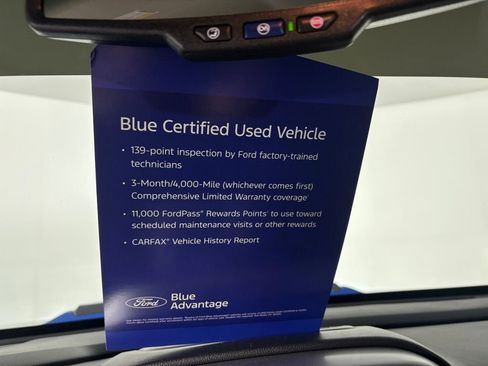 Blue Certified Used Vehicle
• 139-point inspection by Ford factory-trained
technicians
• 3-Month/4,000-Mile (whichever comes first)
Comprehensive Limited Warranty coverage
• 11,000 FordPass® Rewards Points to use toward
scheduled maintenance visits or other rewards
• CARFAX® Vehicle History Report
Ford
Blue
Advantage